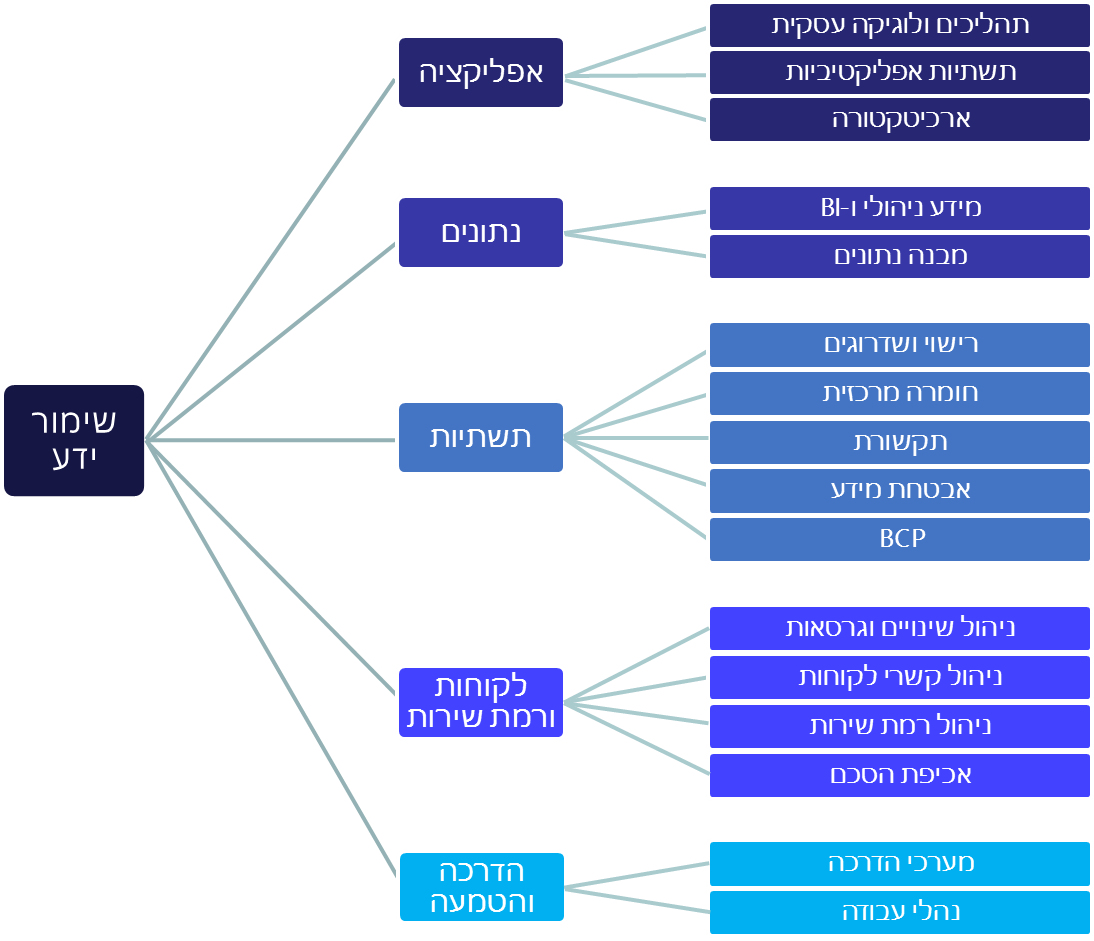 שימור
ידע
אפליקציה
תהליכים ולוגיקה עסקית
תשתיות אפליקטיביות
ארכיטקטורה
נתונים
מידע ניהולי ו-BI
מבנה נתונים
תשתיות
רישוי ושדרוגים
חומרה מרכזית
תקשורת
אבטחת מידע
BCP
לקוחות
ורמת שירות
ניהול שינויים וגרסאות
ניהול קשרי לקוחות
ניהול רמת שירות
אכיפת הסכם
הדרכה
והטמעה
מערכי הדרכה
נהלי עבודה